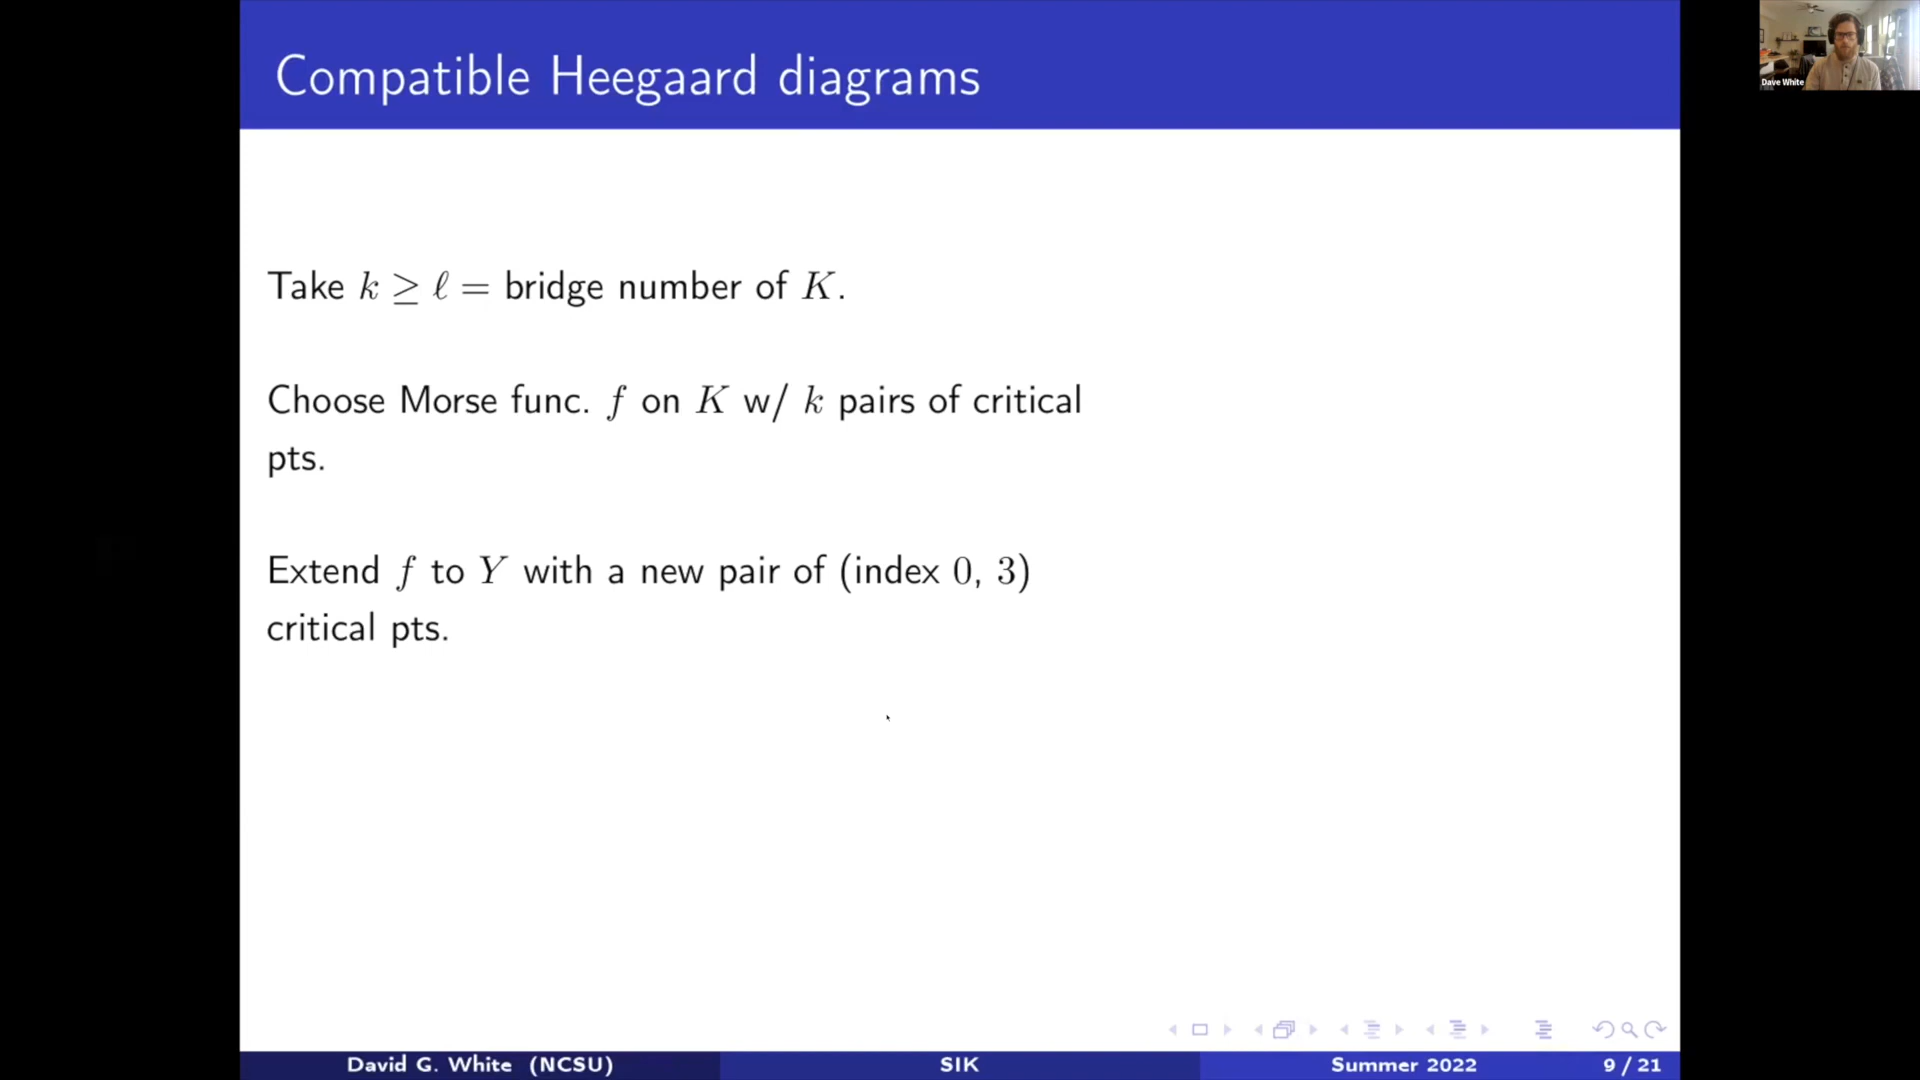 Compatible Heegaard diagrams
Dave White
Take k ≥ ℓ = bridge number of K.
Choose Morse func. f on K w/ k pairs of critical
pts.
Extend f to Y with a new pair of (index 0, 3)
critical pts.
David G. White (NCSU) SIK Summer 2022 9 / 21